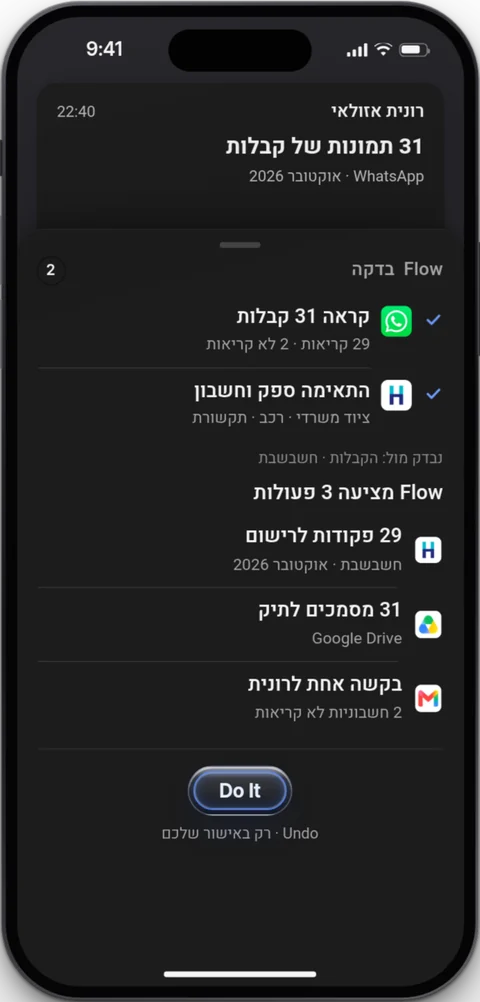 9:41
רונית אזולאי 22:40
31 תמונות של קבלות
WhatsApp · אוקטובר 2026
Flow בדקה 2
קראה 31 קבלות
29 קריאות · 2 לא קריאות
התאימה ספק וחשבון
ציוד משרדי · רכב · תקשורת
נבדק מול: הקבלות · חשבשבת
Flow מציעה 3 פעולות
29 פקודות לרישום
חשבשבת · אוקטובר 2026
31 מסמכים לתיק
Google Drive
בקשה אחת לרונית
2 חשבוניות לא קריאות
Do It
Undo · רק באישור שלכם